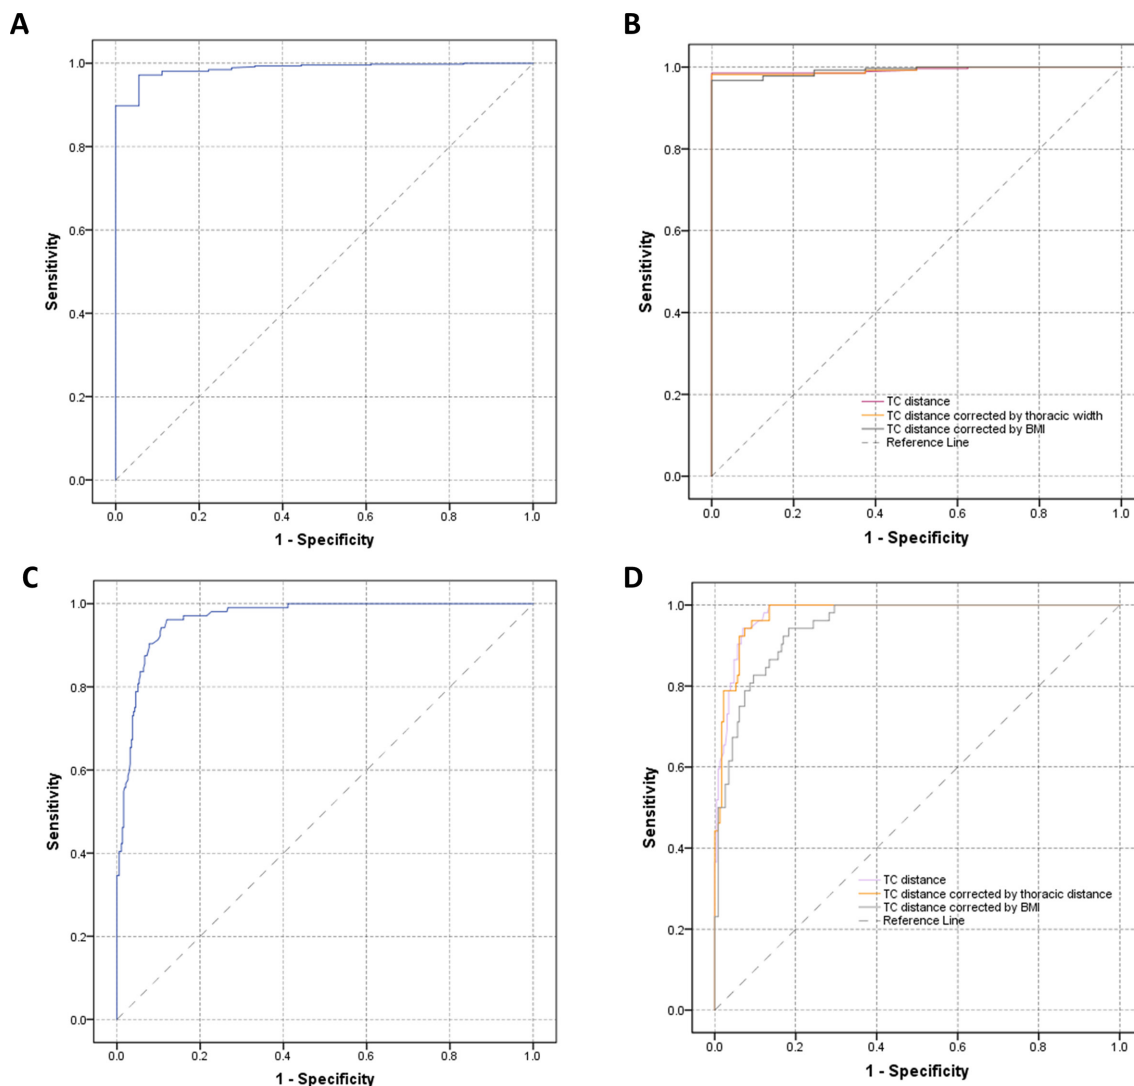 A
1.0
0.8
0.6
0.4
0.2
0.0
Sensitivity
0.0 0.2 0.4 0.6 0.8 1.0
1 - Specificity
B
1.0
0.8
0.6
0.4
0.2
0.0
Sensitivity
TC distance
TC distance corrected by thoracic width
TC distance corrected by BMI
Reference Line
0.0 0.2 0.4 0.6 0.8 1.0
1 - Specificity
C
1.0
0.8
0.6
0.4
0.2
0.0
Sensitivity
0.0 0.2 0.4 0.6 0.8 1.0
1 - Specificity
D
1.0
0.8
0.6
0.4
0.2
0.0
Sensitivity
TC distance
TC distance corrected by thoracic distance
TC distance corrected by BMI
Reference Line
0.0 0.2 0.4 0.6 0.8 1.0
1 - Specificity